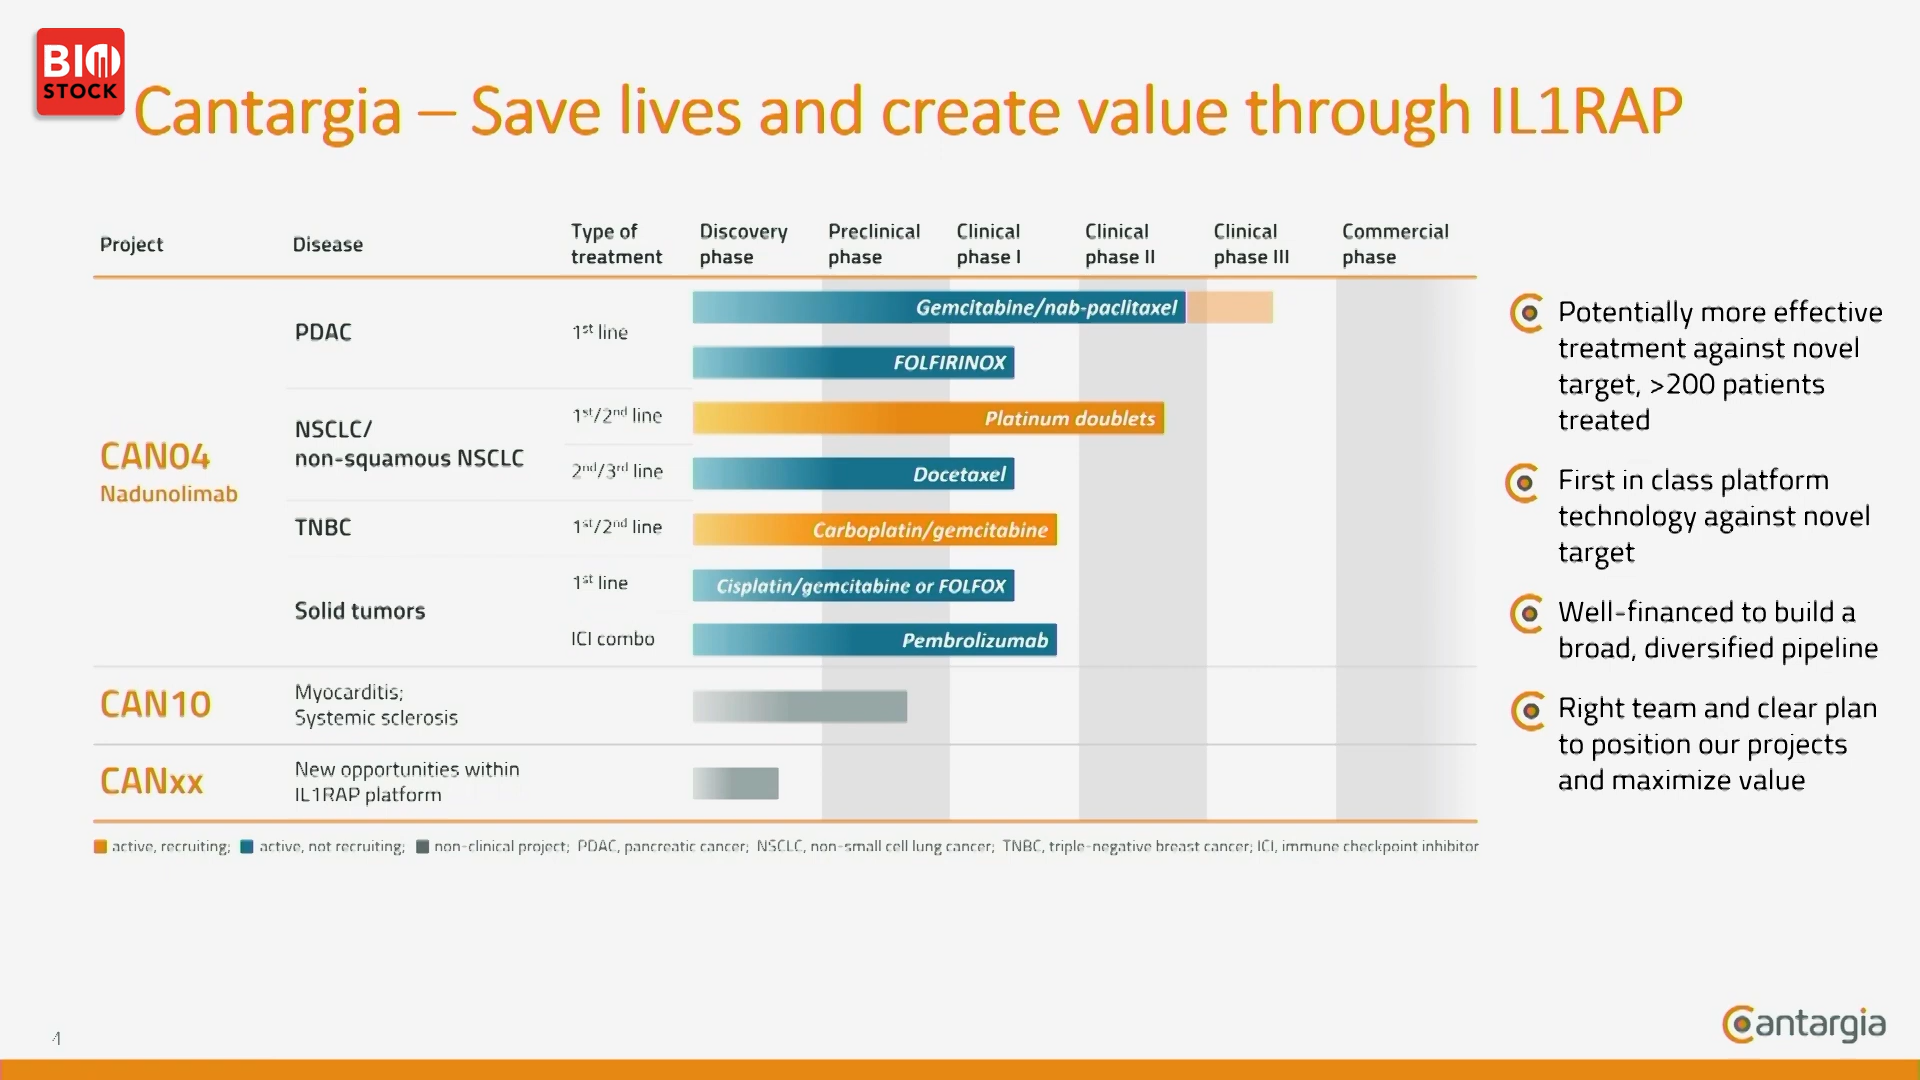 BIO
STOCK
Cantargia – Save lives and create value through IL1RAP
Project
Disease
Type of
treatment
Discovery
phase
Preclinical
phase
Clinical
phase I
Clinical
phase II
Clinical
phase III
Commercial
phase
CAN04
Nadunolimab
PDAC
1st line
Gemcitabine/nab-paclitaxel
FOLFIRINOX
NSCLC/
non-squamous NSCLC
1st/2nd line
Platinum doublets
2nd/3rd line
Docetaxel
TNBC
1st/2nd line
Carboplatin/gemcitabine
Solid tumors
1st line
Cisplatin/gemcitabine or FOLFOX
ICI combo
Pembrolizumab
CAN10
Myocarditis;
Systemic sclerosis
CANxx
New opportunities within
IL1RAP platform
active, recruiting; active, not recruiting; non-clinical project; PDAC, pancreatic cancer; NSCLC, non-small cell lung cancer; TNBC, triple-negative breast cancer; ICI, immune checkpoint inhibitor
Potentially more effective
treatment against novel
target, >200 patients
treated
First in class platform
technology against novel
target
Well-financed to build a
broad, diversified pipeline
Right team and clear plan
to position our projects
and maximize value
4
Cantargia